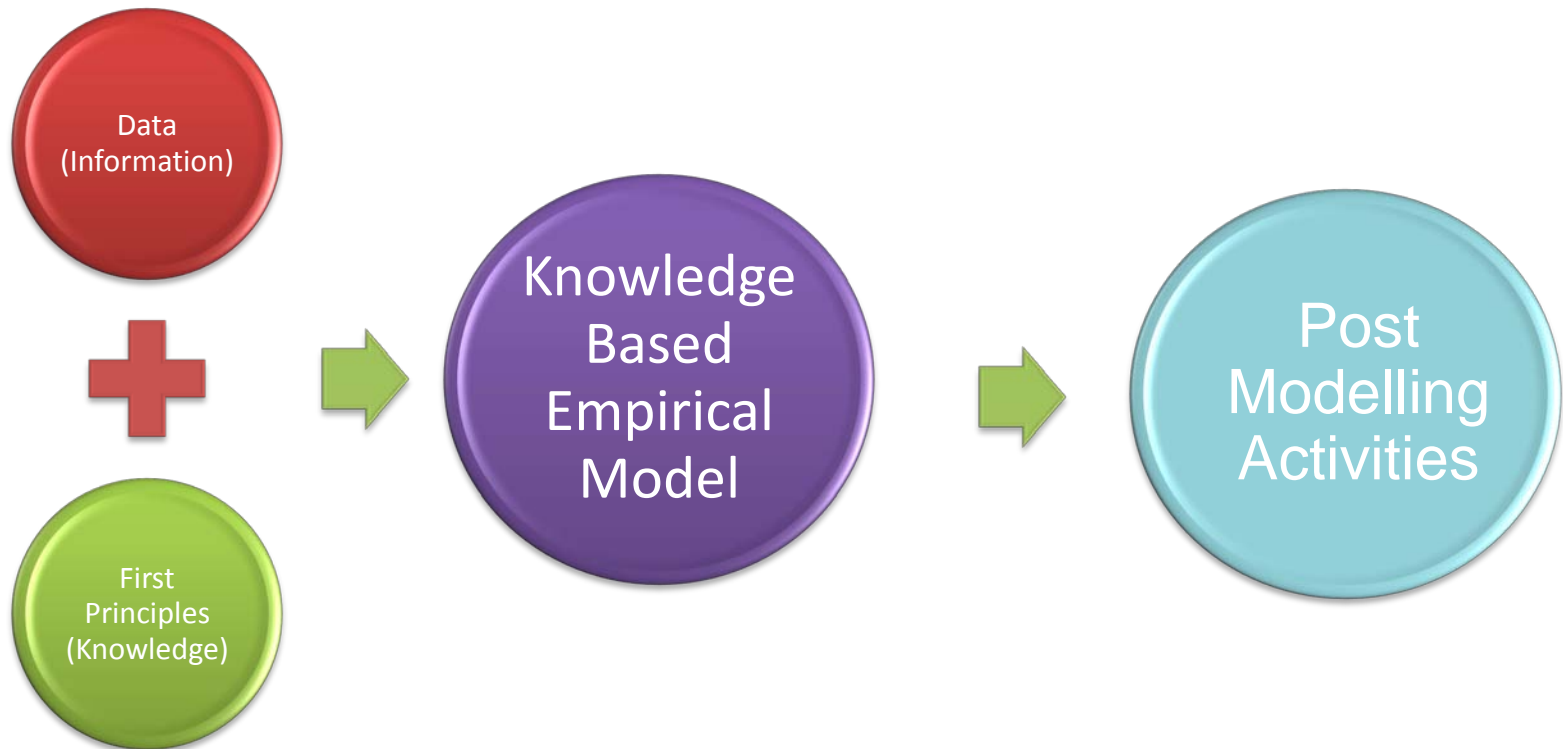 Data
(Information)
First
Principles
(Knowledge)
Knowledge
Based
Empirical
Model
Post
Modelling
Activities